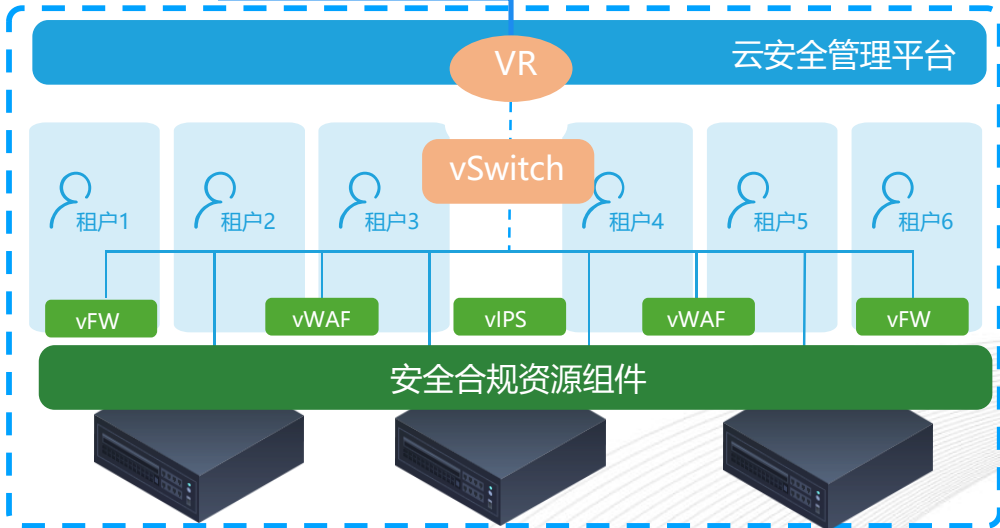 云安全管理平台
VR
vSwitch
租户1
租户2
租户3
租户4
租户5
租户6
vFW
vWAF
vIPS
vWAF
vFW
安全合规资源组件